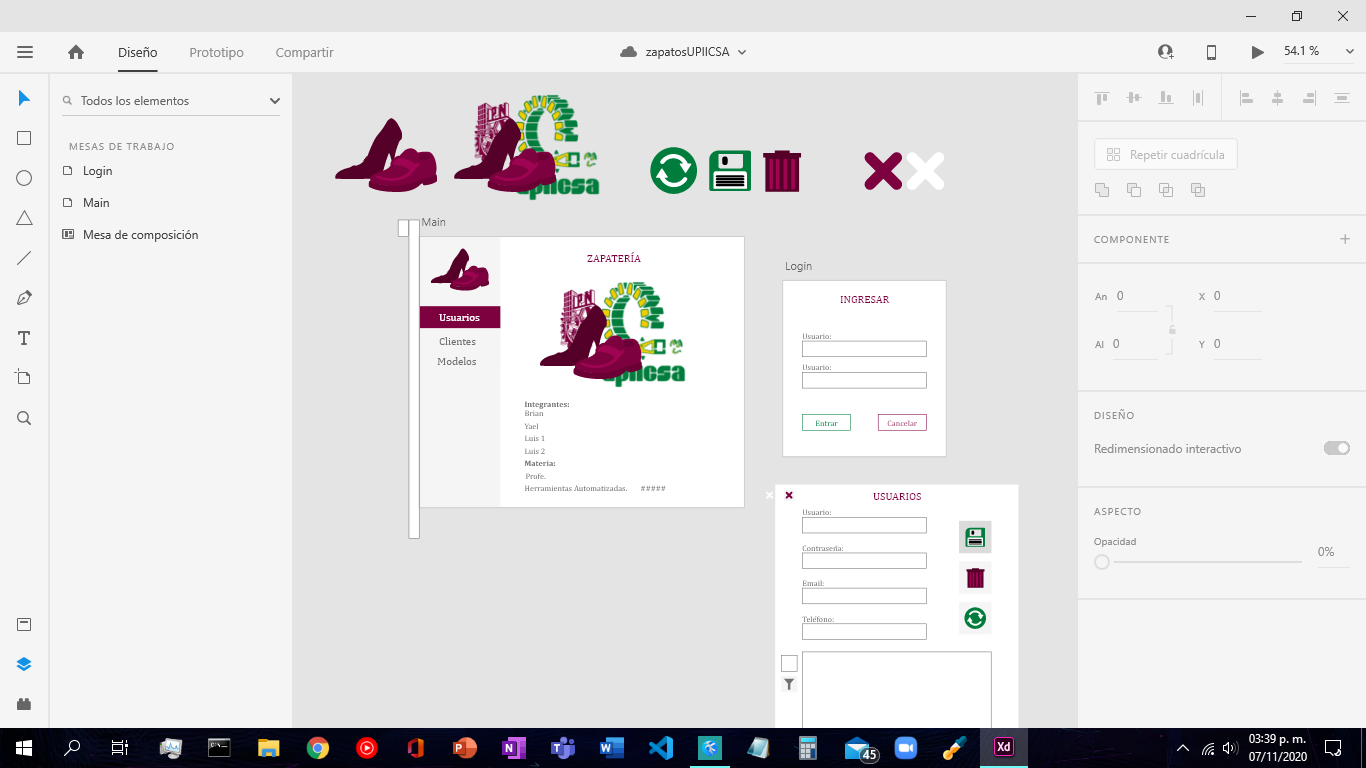 Diseño
Prototipo
Compartir
zapatosUPIICSA
54.1 %
Todos los elementos
MESAS DE TRABAJO
Login
Main
Mesa de composición
upiicsa
Main
ZAPATERÍA
Usuarios
Clientes
Modelos
upiicsa
Integrantes:
Brian
Yael
Luis 1
Luis 2
Materia:
Profe.
Herramientas Automatizadas. #####
Login
INGRESAR
Usuario:
Usuario:
Entrar
Cancelar
USUARIOS
Usuario:
Contraseña:
Email:
Teléfono:
Repetir cuadrícula
COMPONENTE
An 0
X 0
Al 0
Y 0
DISEÑO
Redimensionado interactivo
ASPECTO
Opacidad
0%
45
Xd
03:39 p. m.
07/11/2020